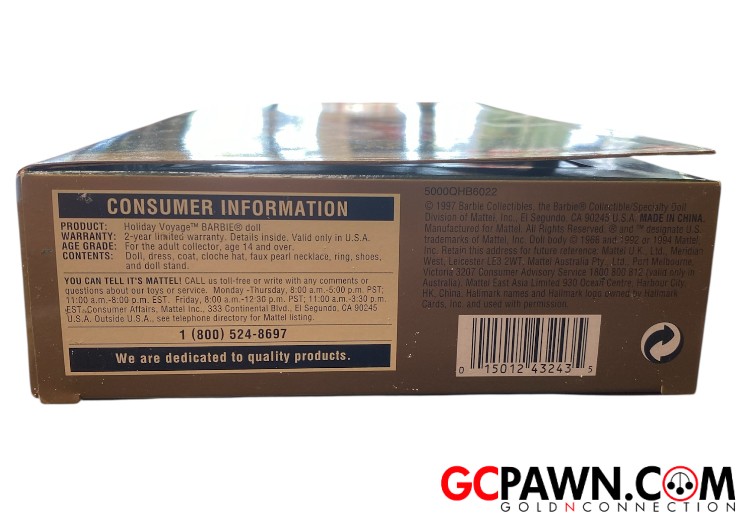 CONSUMER INFORMATION
PRODUCT: Holiday Voyage™ BARBIE® doll
WARRANTY: 2-year limited warranty. Details inside. Valid only in U.S.A.
AGE GRADE: For the adult collector, age 14 and over.
CONTENTS: Doll, dress, coat, cloche hat, faux pearl necklace, ring, shoes,
and doll stand.
YOU CAN TELL IT'S MATTEL! CALL us toll-free or write with any comments or
questions about our toys or service. Monday -Thursday, 8:00 a.m.-5:00 p.m. PST;
11:00 a.m.-8:00 p.m. EST. Friday, 8:00 a.m.-12:30 p.m. PST; 11:00 a.m.-3:30 p.m.
EST. Consumer Affairs, Mattel Inc., 333 Continental Blvd., El Segundo, CA 90245
U.S.A. Outside U.S.A., see telephone directory for Mattel listing.
1 (800) 524-8697
We are dedicated to quality products.
5000QHB6022
© 1997 Barbie Collectibles, the Barbie® Collectible/Specialty Doll
Division of Mattel, Inc., El Segundo, CA 90245 U.S.A. MADE IN CHINA.
Manufactured for Mattel. All Rights Reserved. ® and ™ designate U.S.
trademarks of Mattel, Inc. Doll body © 1966 and 1992 or 1994 Mattel,
Inc. Retain this address for future reference. Mattel U.K., Meridian
West, Leicester LE3 2WT. Mattel Australia Pty., Ltd., Port Melbourne,
Victoria 3207 Consumer Advisory Service 1800 800 812 (valid only in
Australia). Mattel East Asia Limited 920 Ocean Centre, Harbour City,
HK, China. Hallmark names and Hallmark logo owned by Hallmark
Cards, Inc. and used with permission.
0 15012 43243 5
GCPAWN.COM
GOLDNCONNECTION